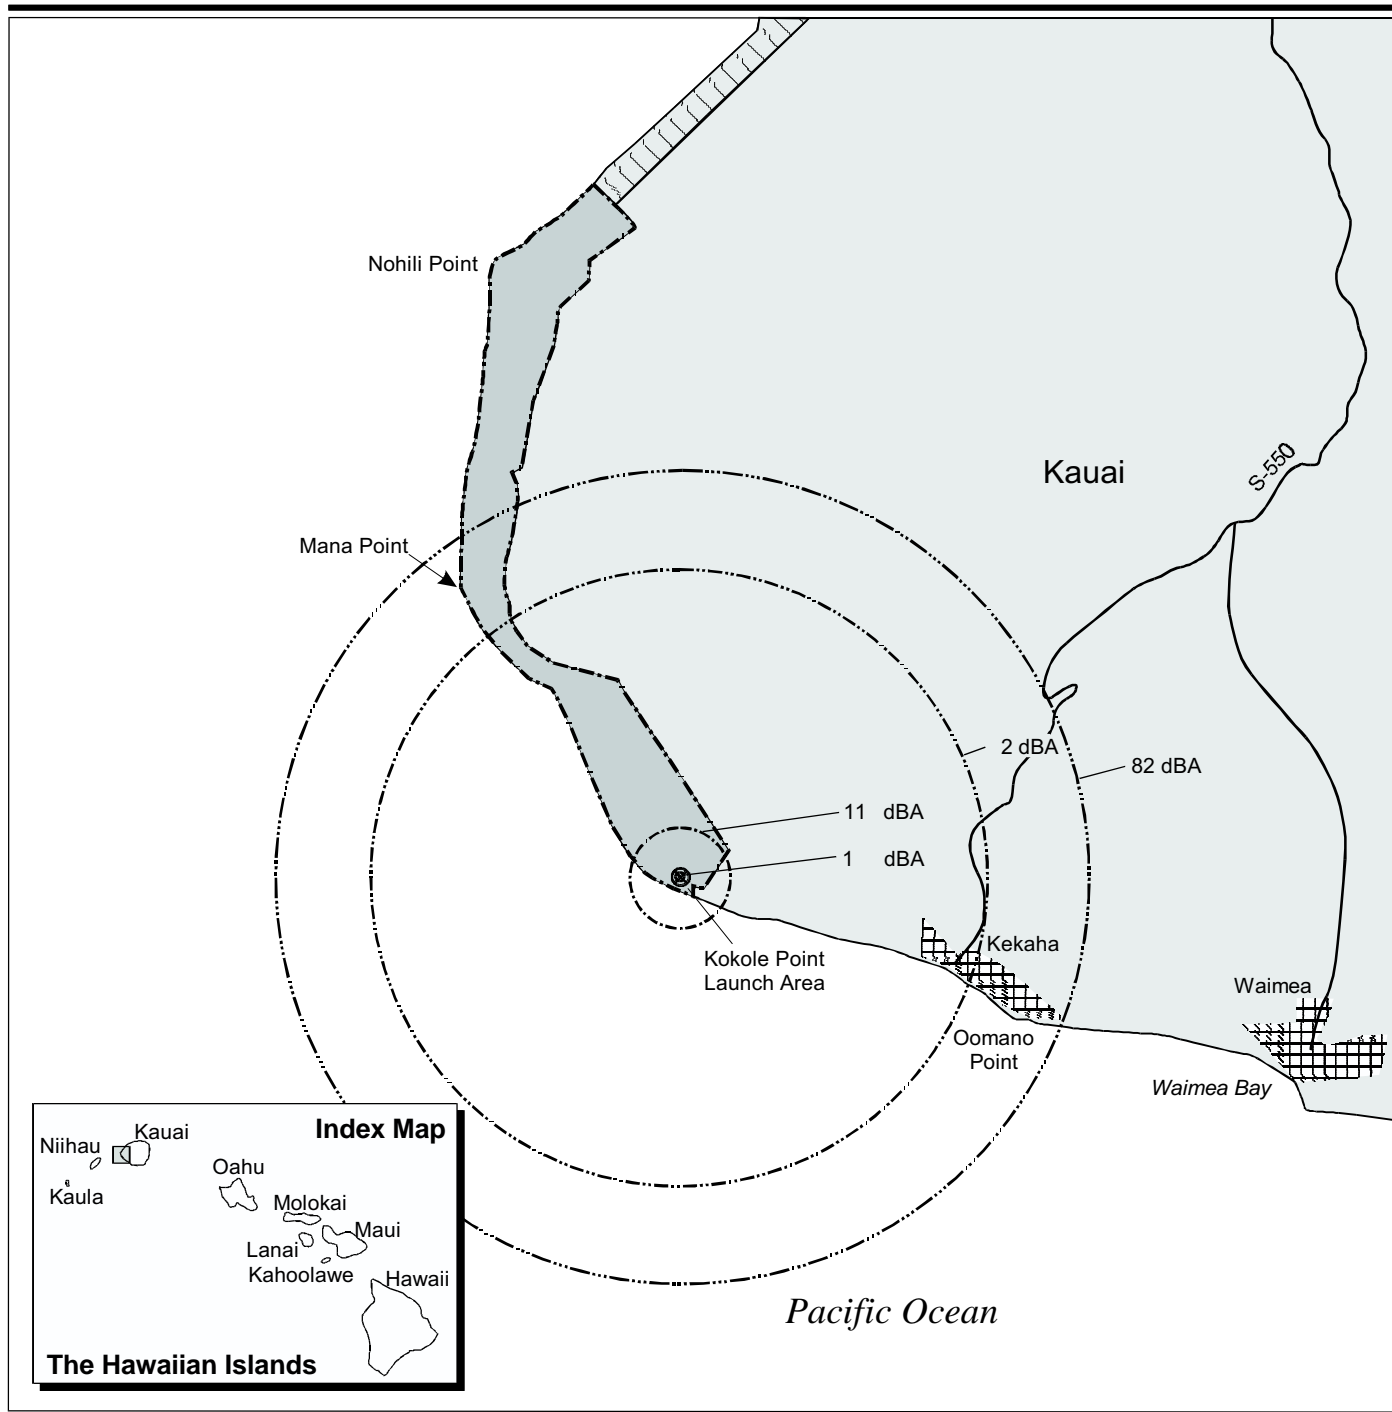 Nohili Point
Kauai
S-550
Mana Point
2 dBA
82 dBA
11 dBA
1 dBA
Kokole Point
Launch Area
Kekaha
Waimea
Oomano
Point
Waimea Bay
Index Map
Kauai
Niihau
Kaula
Oahu
Molokai
Maui
Lanai
Kahoolawe
Hawaii
The Hawaiian Islands
Pacific Ocean